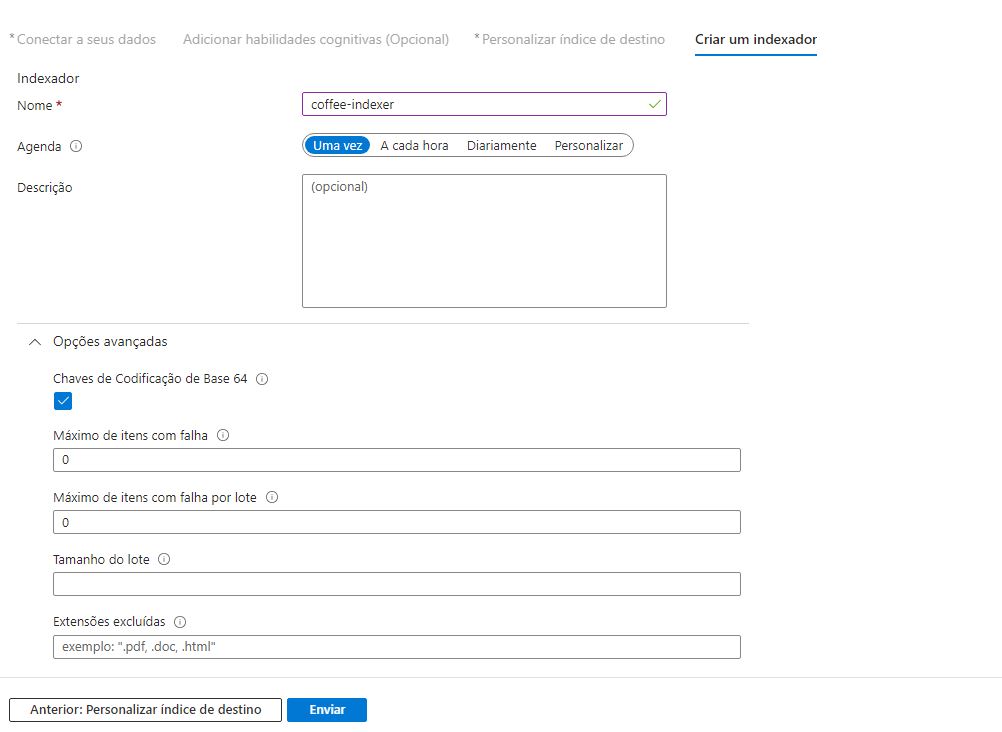 *Conectar a seus dados Adicionar habilidades cognitivas (Opcional) *Personalizar índice de destino Criar um indexador
Indexador
Nome * coffee-indexer
Agenda Uma vez A cada hora Diariamente Personalizar
Descrição (opcional)
Opções avançadas
Chaves de Codificação de Base 64
Máximo de itens com falha
0
Máximo de itens com falha por lote
0
Tamanho do lote
Extensões excluídas
exemplo: ".pdf, .doc, .html"
Anterior: Personalizar índice de destino Enviar